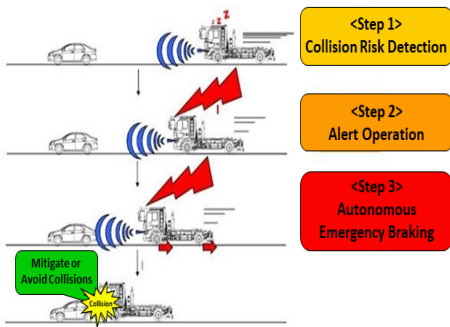 z z Z
<Step 1>
Collision Risk Detection
<Step 2>
Alert Operation
<Step 3>
Autonomous
Emergency Braking
Mitigate or
Avoid Collisions
Collision